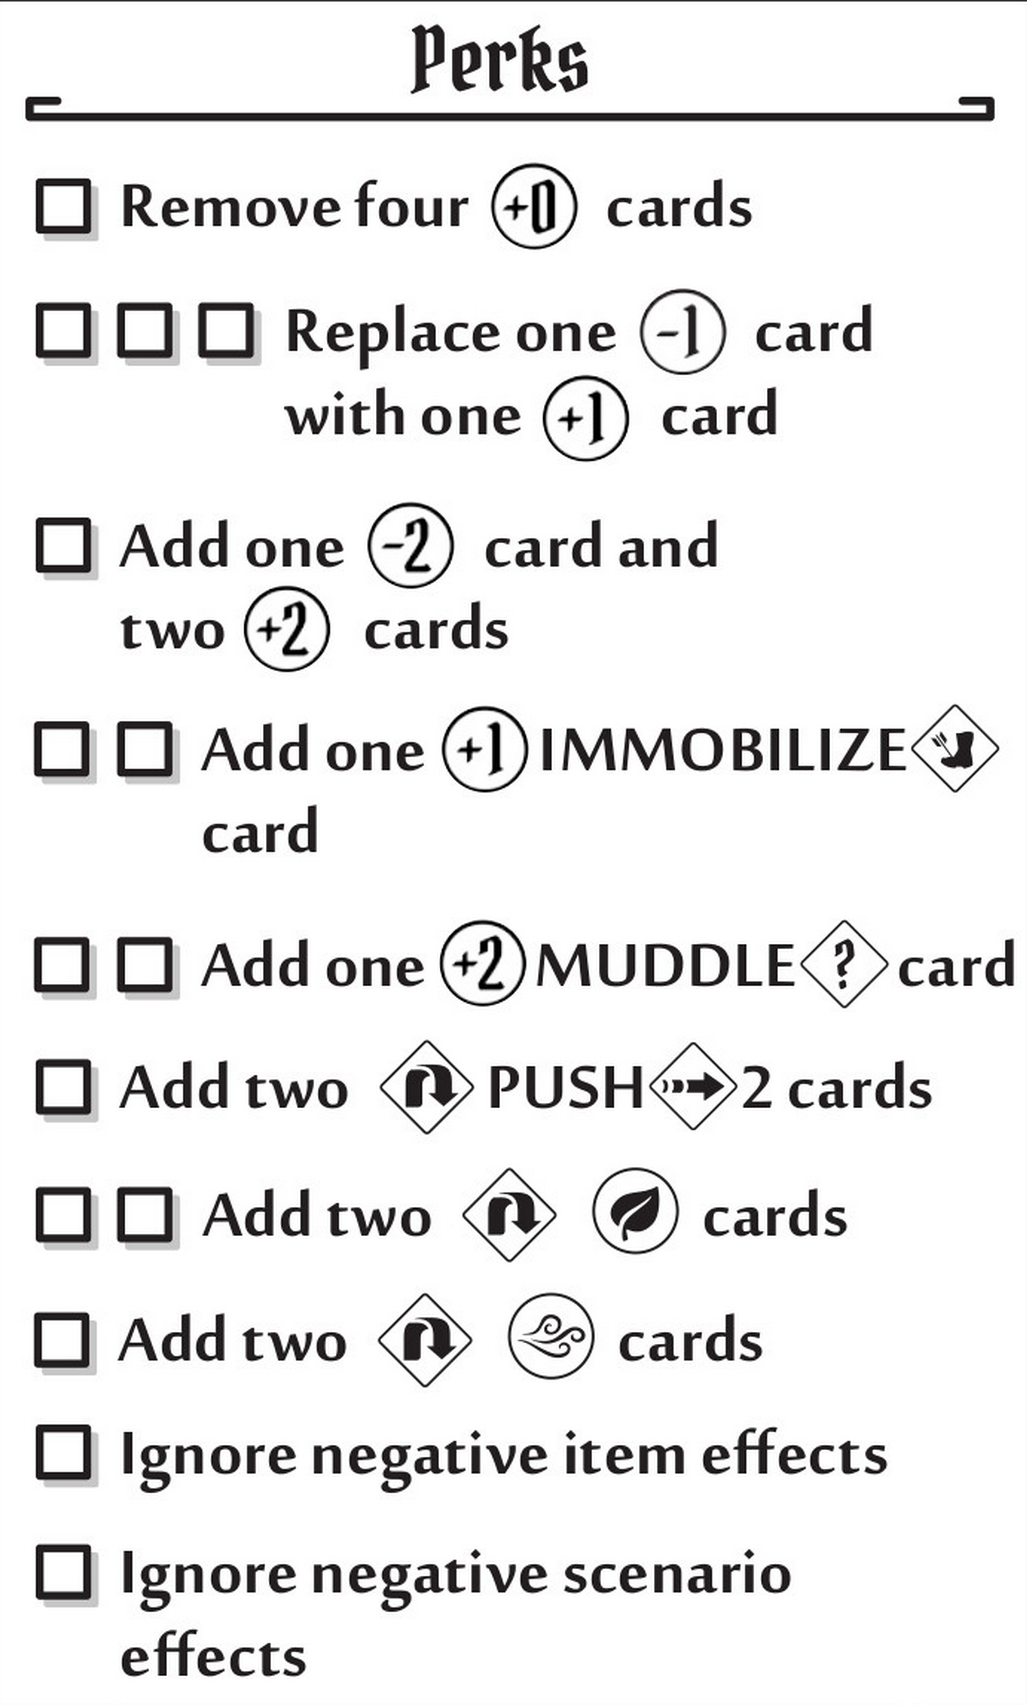 Perks
Remove four +0 cards
Replace one -1 card
with one +1 card
Add one -2 card and
two +2 cards
Add one +1 IMMOBILIZE
card
Add one +2 MUDDLE ? card
Add two PUSH 2 cards
Add two cards
Add two cards
Ignore negative item effects
Ignore negative scenario
effects